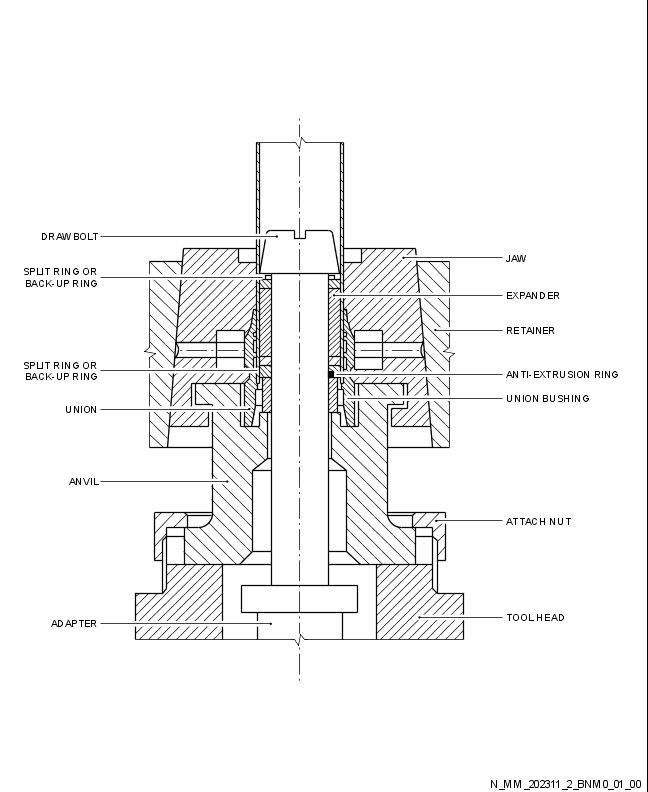 DRAWBOLT
SPLIT RING OR
BACK-UP RING
SPLIT RING OR
BACK-UP RING
UNION
ANVIL
ADAPTER
JAW
EXPANDER
RETAINER
ANTI-EXTRUSION RING
UNION BUSHING
ATTACH NUT
TOOL HEAD
N_MM_202311_2_BNM0_01_00